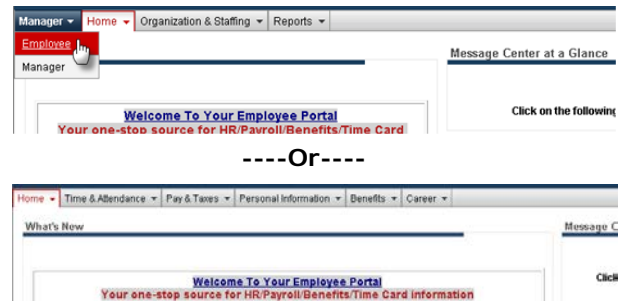 Manager Home Organization & Staffing Reports
Employee
Manager
Message Center at a Glance
Welcome To Your Employee Portal
Your one-stop source for HR/Payroll/Benefits/Time Card
Click on the following
----Or----
Home Time & Attendance Pay & Taxes Personal Information Benefits Career
What's New
Message C
Welcome To Your Employee Portal
Your one-stop source for HR/Payroll/Benefits/Time Card information
Click